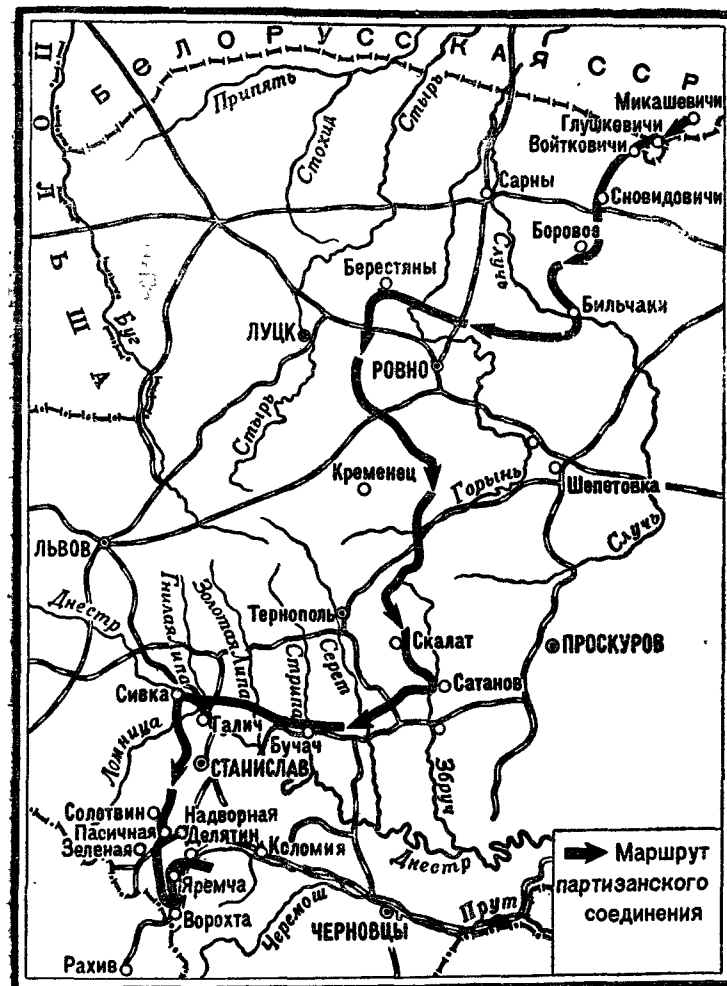 БЕЛОРУССКАЯ ССР
ПОЛЬША
Припять
Стоход
Стырь
Микашевичи
Глушкевичи
Войтковичи
Сарны
Сновидовичи
Случь
Боровоэ
Берестяны
Бильчаки
Буг
ЛУЦК
РОВНО
Стырь
Кременец
Горынь
Шепетовка
Случь
ЛЬВОВ
Днестр
Гнилая Липа
Золотая Липа
Стрипа
Серет
Тернополь
Скалат
ПРОСКУРОВ
Сатанов
Сивка
Галич
Бучач
Ломница
Збруч
СТАНИСЛАВ
Солотвин
Надворная
Пасичная
Делятин
Зеленая
Коломия
Днестр
Яремча
Ворохта
Черемош
ЧЕРНОВЦЫ
Прут
Рахив
Маршрут
партизанского
соединения